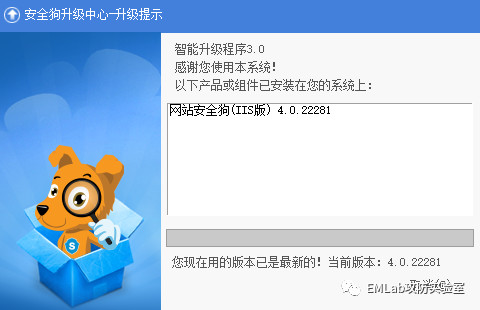 安全狗升级中心-升级提示
智能升级程序3.0
感谢您使用本系统!
以下产品或组件已安装在您的系统上:
网站安全狗(IIS版) 4.0.22281
您现在用的版本已是最新的! 当前版本: 4.0.22281
EMLab攻防实验室
S